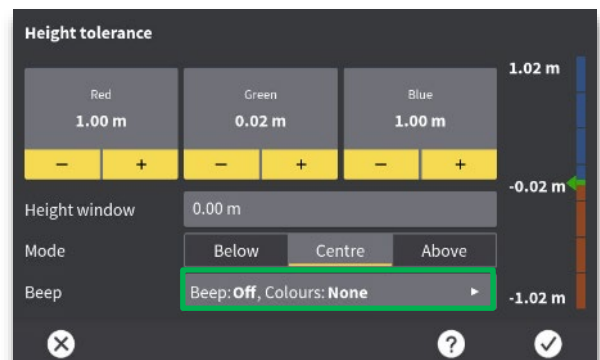 Height tolerance
1.02 m
Red Green Blue
1.00 m 0.02 m 1.00 m
− + − + − +
-0.02 m
Height window 0.00 m
Mode Below Centre Above
Beep Beep: Off, Colours: None
-1.02 m
?